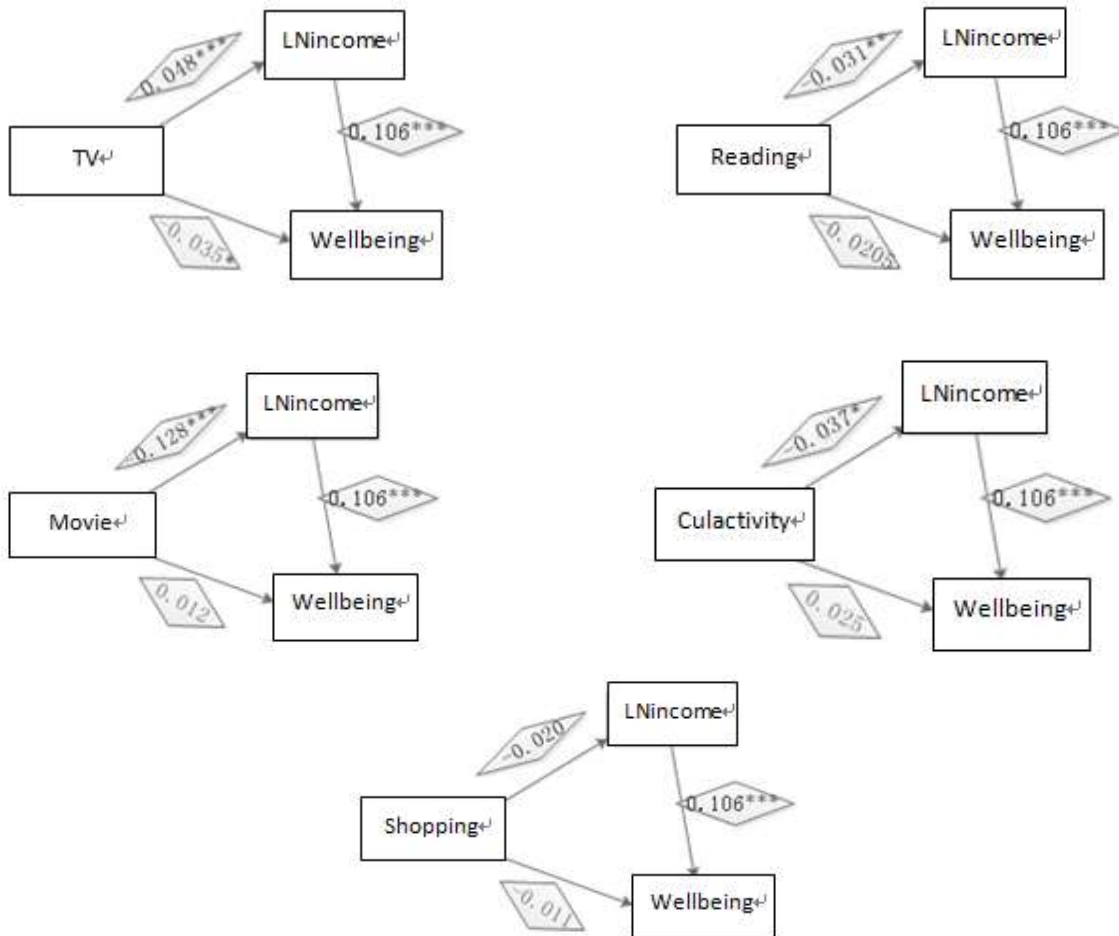 LNincome↵
0.048***
TV↵
0.106***
-0.035*
Wellbeing↵
LNincome↵
-0.031**
Reading↵
0.106***
-0.0205
Wellbeing↵
LNincome↵
-0.128***
Movie↵
0.106***
0.012
Wellbeing↵
LNincome↵
-0.037*
Culactivity↵
0.106***
0.025
Wellbeing↵
LNincome↵
-0.020
Shopping↵
0.106***
-0.011
Wellbeing↵